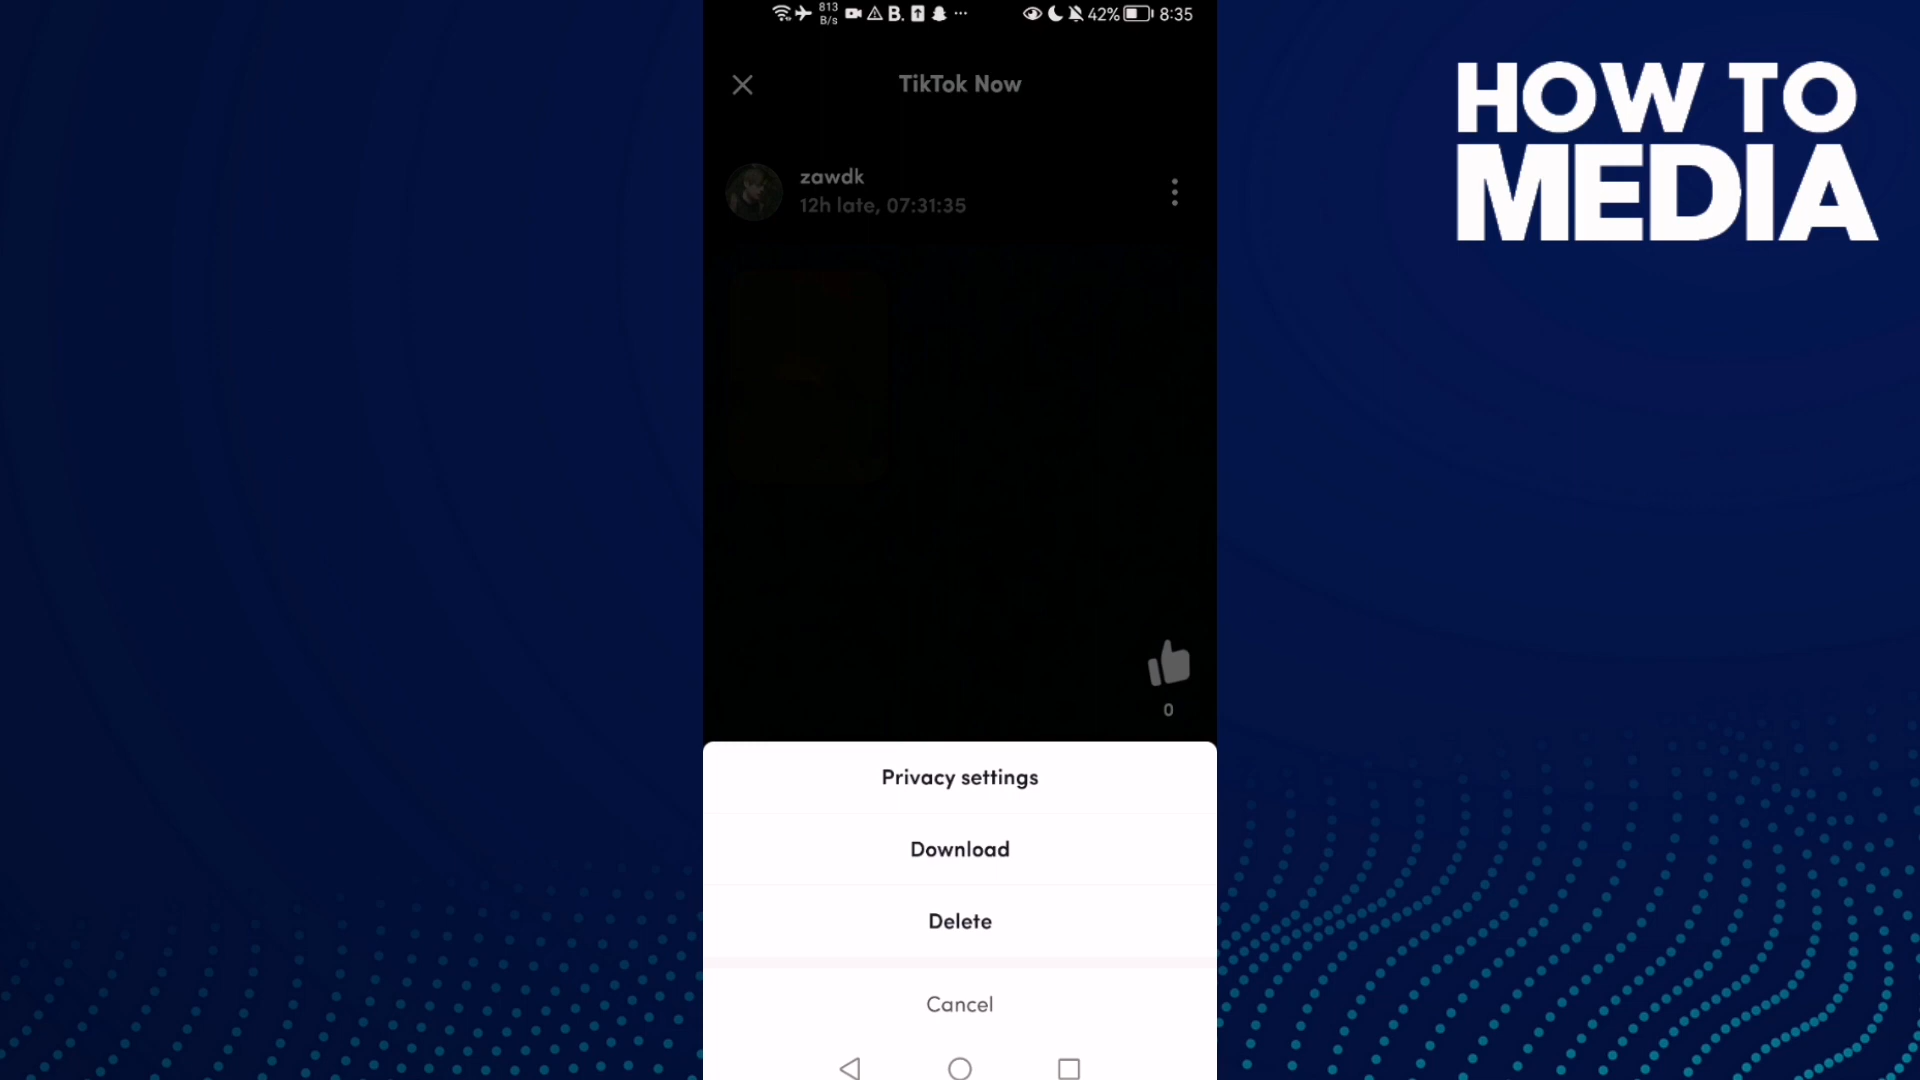 813
B/s
B.
42%
8:35
TikTok Now
zawdk
12h late, 07:31:35
0
Privacy settings
Download
Delete
Cancel
HOW TO
MEDIA